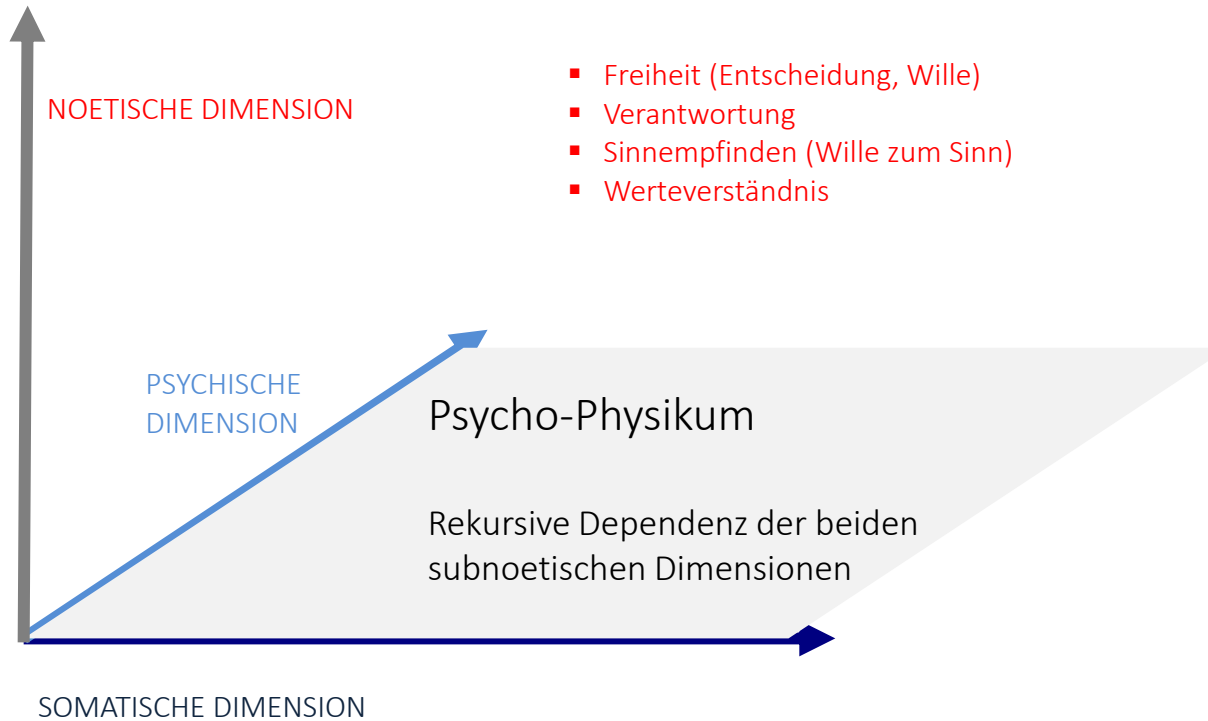 NOETISCHE DIMENSION
▪ Freiheit (Entscheidung, Wille)
▪ Verantwortung
▪ Sinnempfinden (Wille zum Sinn)
▪ Werteverständnis
PSYCHISCHE
DIMENSION
Psycho-Physikum
Rekursive Dependenz der beiden
subnoetischen Dimensionen
SOMATISCHE DIMENSION